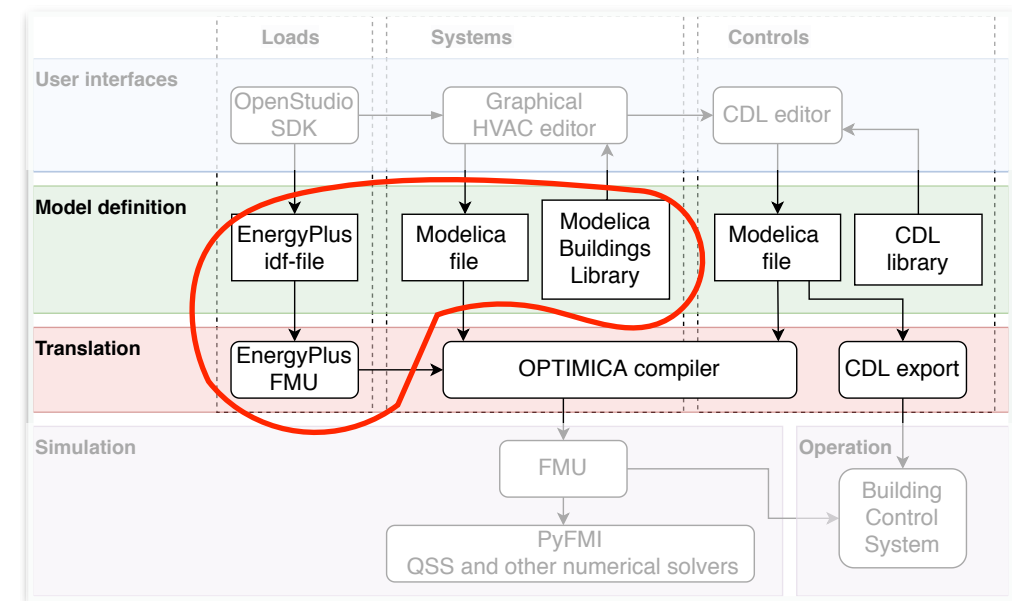 Loads
Systems
Controls
User interfaces
OpenStudio
SDK
Graphical
HVAC editor
CDL editor
Model definition
EnergyPlus
idf-file
Modelica
file
Modelica
Buildings
Library
Modelica
file
CDL
library
Translation
EnergyPlus
FMU
OPTIMICA compiler
CDL export
Simulation
FMU
PyFMI
QSS and other numerical solvers
Operation
Building
Control
System